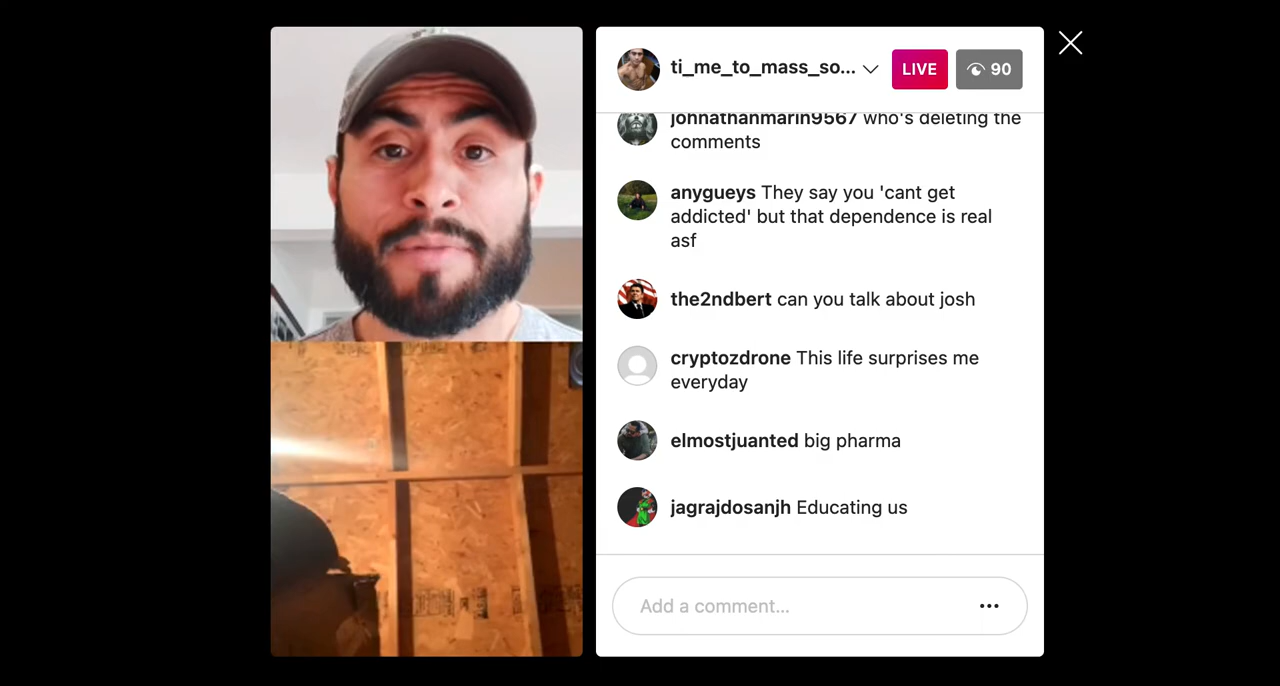 ti_me_to_mass_so...
LIVE
90
johnathanmarin9567 who's deleting the
comments
anygueys They say you 'cant get
addicted' but that dependence is real
asf
the2ndbert can you talk about josh
cryptozdrone This life surprises me
everyday
elmostjuanted big pharma
jagrajdosanjh Educating us
Add a comment...